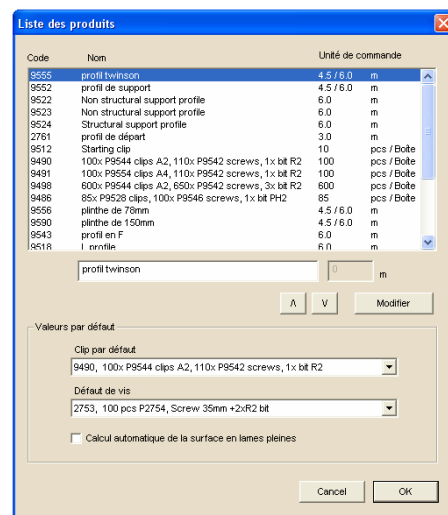 Liste des produits
Code Nom Unité de commande
9555 profil twinson 4.5 / 6.0 m
9552 profil de support 4.5 / 6.0 m
9522 Non structural support profile 6.0 m
9523 Non structural support profile 6.0 m
9524 Structural support profile 6.0 m
2761 profil de départ 3.0 m
9512 Starting clip 10 pcs / Boîte
9490 100x P9544 clips A2, 110x P9542 screws, 1x bit R2 100 pcs / Boîte
9491 100x P9554 clips A4, 110x P9542 screws, 1x bit R2 100 pcs / Boîte
9498 600x P9544 clips A2, 650x P9542 screws, 3x bit R2 600 pcs / Boîte
9486 85x P9528 clips, 100x P9546 screws, 1x bit PH2 85 pcs / Boîte
9556 plinthe de 78mm 4.5 / 6.0 m
9590 plinthe de 150mm 4.5 / 6.0 m
9543 profil en F 6.0 m
9518 L profile 6.0 m
profil twinson 0 m
Λ V Modifier
Valeurs par défaut
Clip par défaut
9490, 100x P9544 clips A2, 110x P9542 screws, 1x bit R2
Défaut de vis
2753, 100 pcs P2754, Screw 35mm +2xR2 bit
Calcul automatique de la surface en lames pleines
Cancel OK